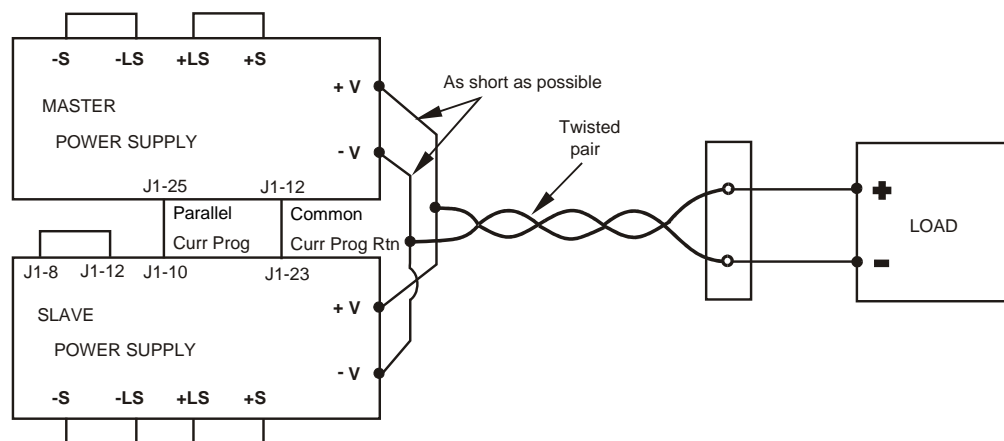 -S -LS +LS +S
+ V
MASTER
POWER SUPPLY
- V
J1-25 J1-12
As short as possible
Twisted
pair
+
-
LOAD
Parallel Common
Curr Prog Curr Prog Rtn
J1-8 J1-12 J1-10 J1-23
+ V
SLAVE
POWER SUPPLY
- V
-S -LS +LS +S